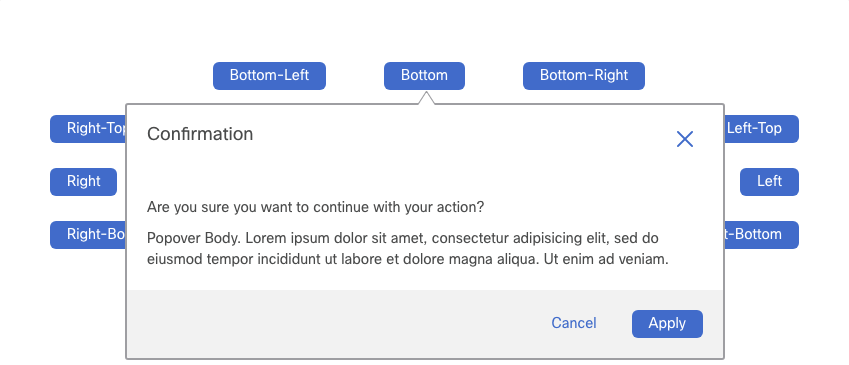 Bottom-Left Bottom Bottom-Right
Right-Top Left-Top
Confirmation
Right Left
Are you sure you want to continue with your action?
Right-Bo t-Bottom
Popover Body. Lorem ipsum dolor sit amet, consectetur adipisicing elit, sed do
eiusmod tempor incididunt ut labore et dolore magna aliqua. Ut enim ad veniam.
Cancel Apply